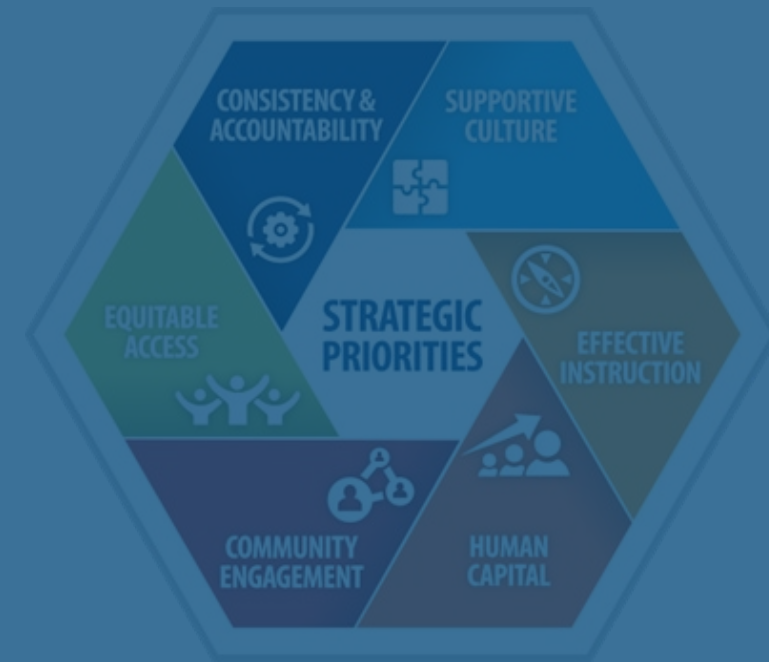 CONSISTENCY &
ACCOUNTABILITY
SUPPORTIVE
CULTURE
EQUITABLE
ACCESS
STRATEGIC
PRIORITIES
EFFECTIVE
INSTRUCTION
COMMUNITY
ENGAGEMENT
HUMAN
CAPITAL